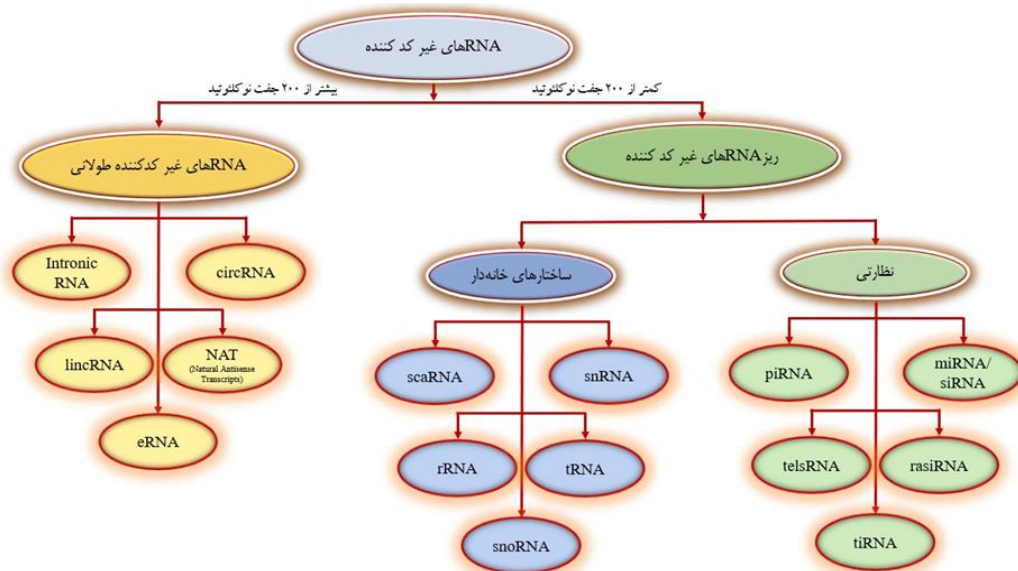 RNAهای غیر کد کننده
کمتر از ۲۰۰ جفت نوکلئوتید
بیشتر از ۲۰۰ جفت نوکلئوتید
ریزRNAهای غیر کد کننده
RNAهای غیر کدکننده طولانی
نظارتی
ساختارهای خانه‌دار
Intronic
RNA
circRNA
lincRNA
NAT
(Natural Antisense
Transcripts)
eRNA
scaRNA
snRNA
rRNA
tRNA
snoRNA
piRNA
miRNA/
siRNA
telsRNA
rasiRNA
tiRNA